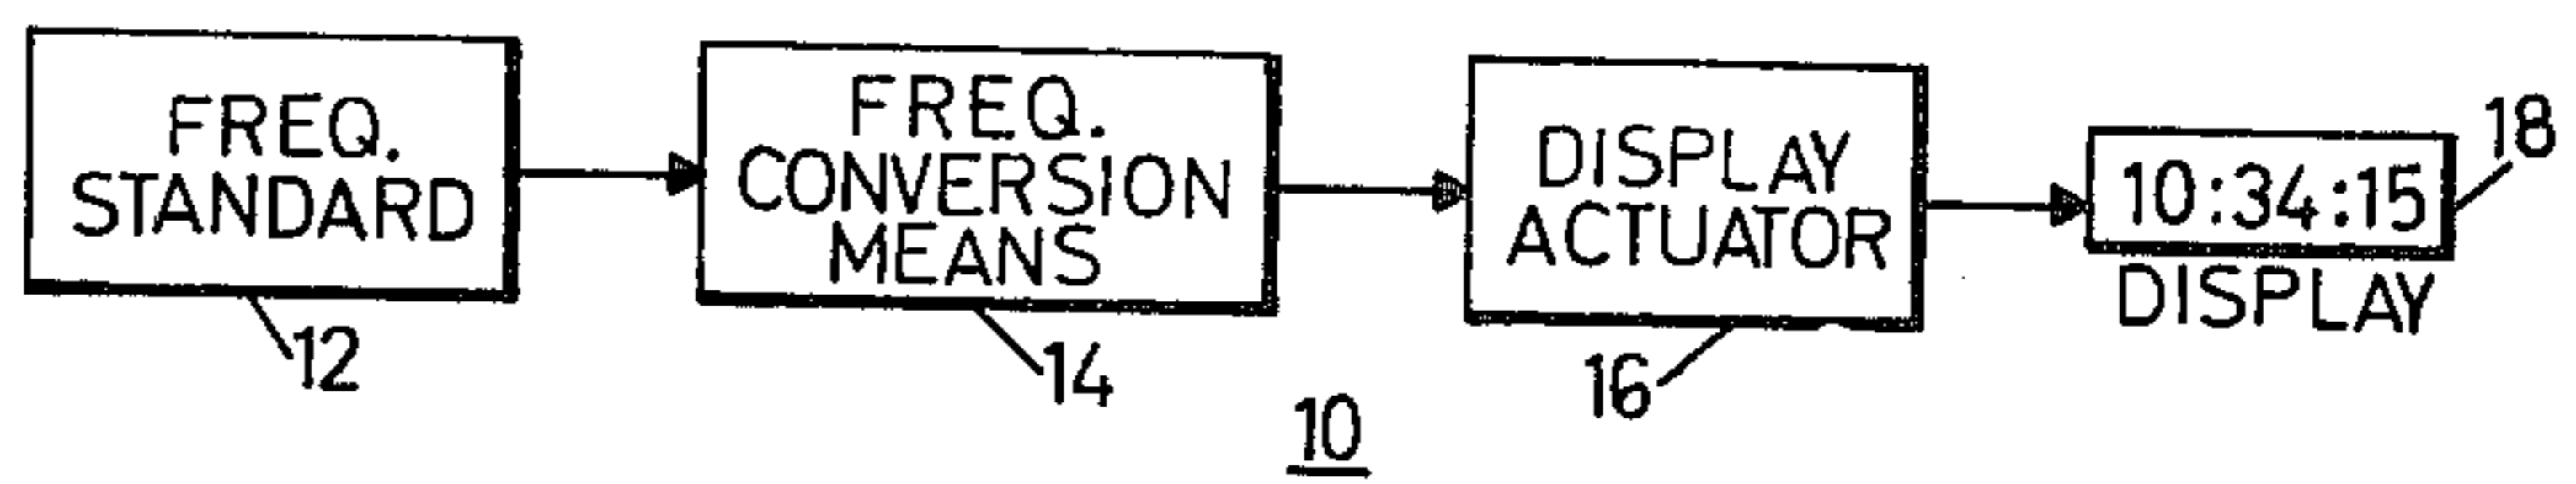 FREQ.
STANDARD
12
FREQ.
CONVERSION
MEANS
14
DISPLAY
ACTUATOR
16
10:34:15
DISPLAY
18
10